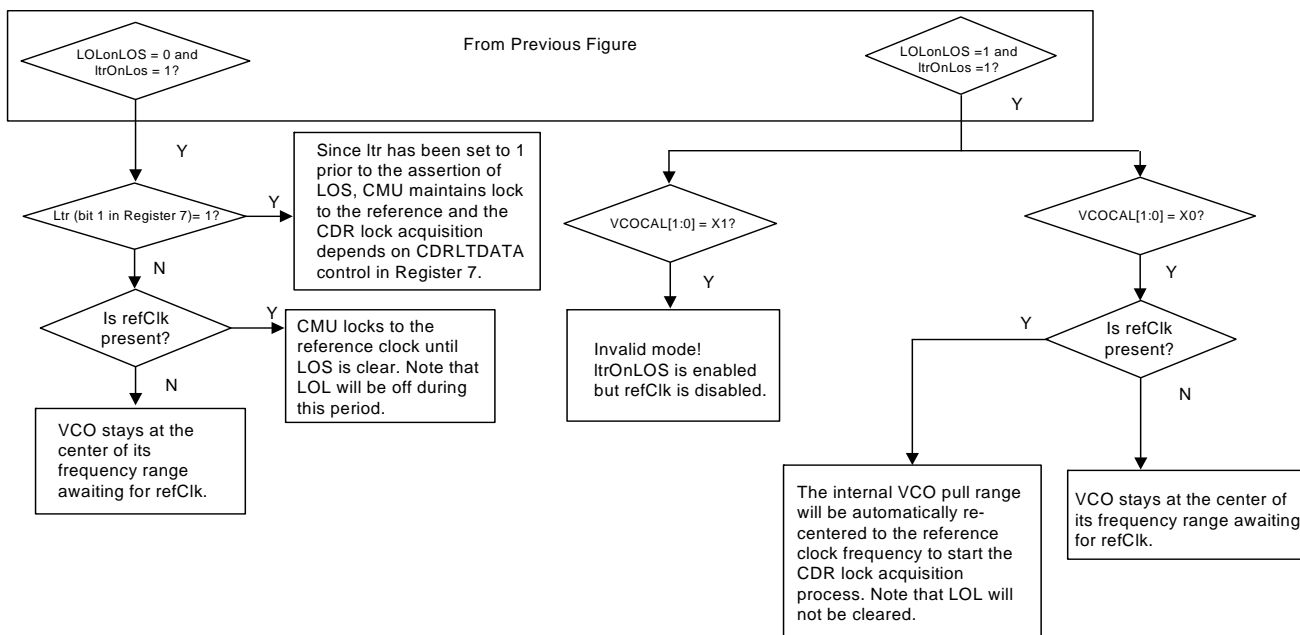 LOLonLOS = 0 and
ltrOnLos = 1?
From Previous Figure
LOLonLOS =1 and
ltrOnLos =1?
Y
Y
Ltr (bit 1 in Register 7)= 1?
Y
Since ltr has been set to 1
prior to the assertion of
LOS, CMU maintains lock
to the reference and the
CDR lock acquisition
depends on CDRLTDATA
control in Register 7.
VCOCAL[1:0] = X1?
VCOCAL[1:0] = X0?
N
Y
Y
Is refClk
present?
Y
CMU locks to the
reference clock until
LOS is clear. Note that
LOL will be off during
this period.
Invalid mode!
ltrOnLOS is enabled
but refClk is disabled.
Y
Is refClk
present?
N
N
VCO stays at the
center of its
frequency range
awaiting for refClk.
The internal VCO pull range
will be automatically re-
centered to the reference
clock frequency to start the
CDR lock acquisition
process. Note that LOL will
not be cleared.
VCO stays at the center of
its frequency range awaiting
for refClk.